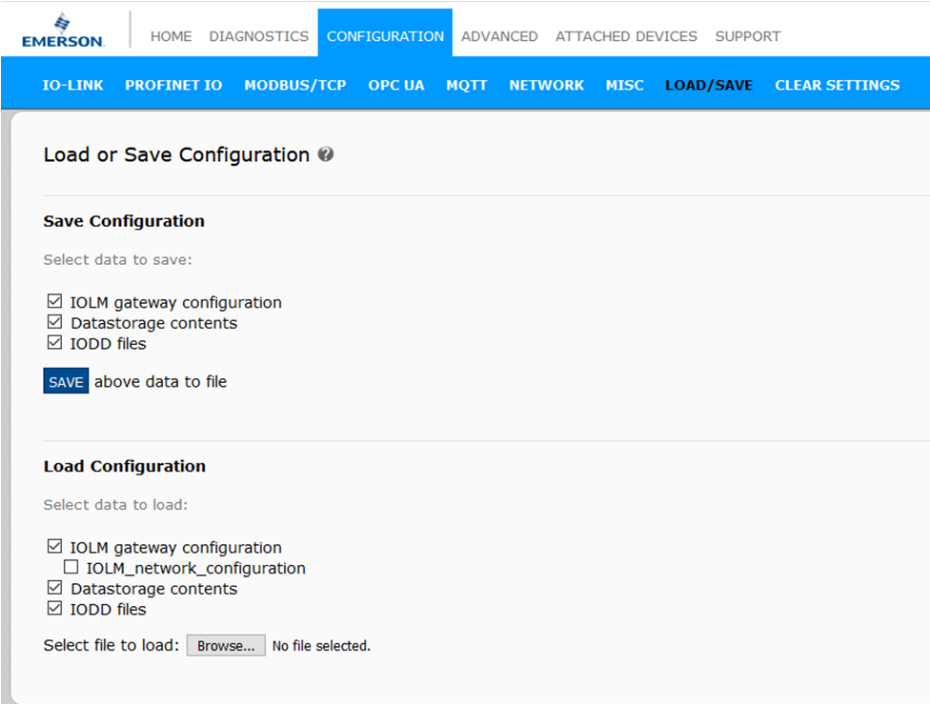 EMERSON.
HOME DIAGNOSTICS CONFIGURATION ADVANCED ATTACHED DEVICES SUPPORT
IO-LINK PROFINET IO MODBUS/TCP OPC UA MQTT NETWORK MISC LOAD/SAVE CLEAR SETTINGS
Load or Save Configuration ?
Save Configuration
Select data to save:
IOLM gateway configuration
Datastorage contents
IODD files
SAVE above data to file
Load Configuration
Select data to load:
IOLM gateway configuration
IOLM_network_configuration
Datastorage contents
IODD files
Select file to load: Browse... No file selected.